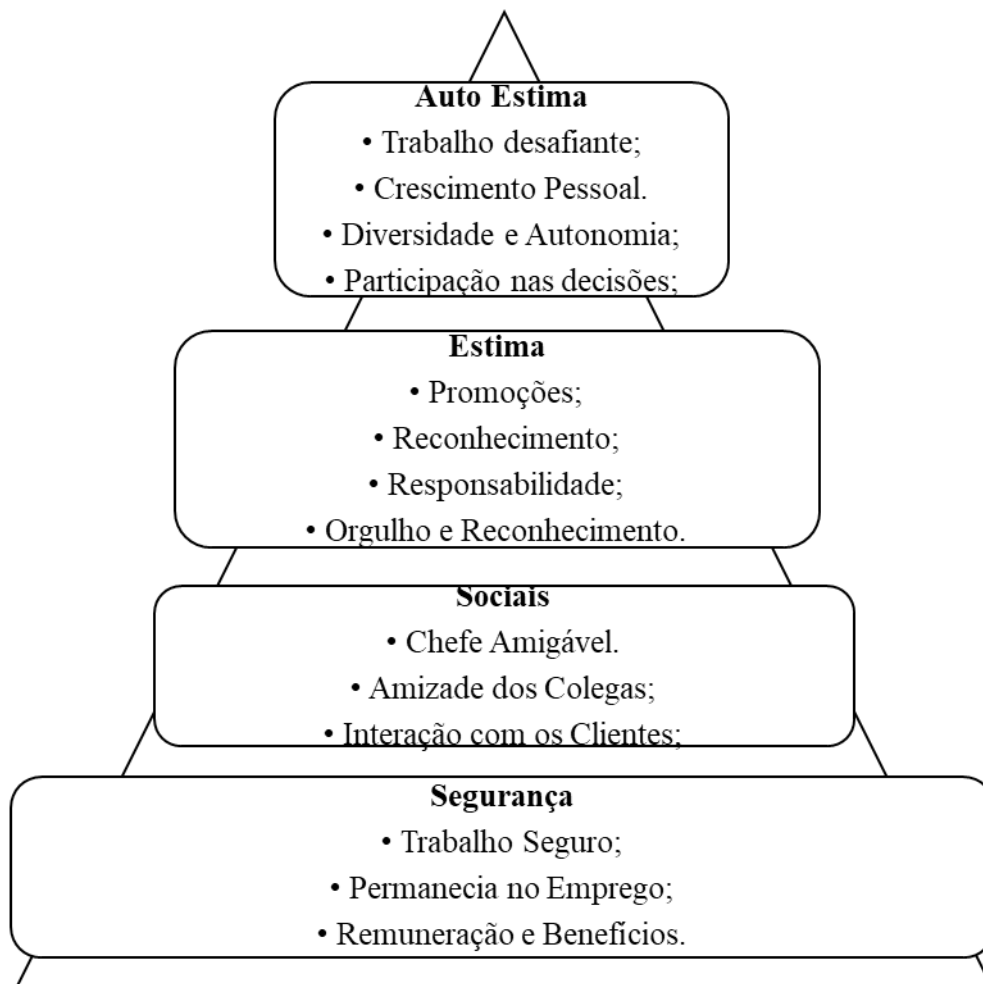 Auto Estima
• Trabalho desafiante;
• Crescimento Pessoal.
• Diversidade e Autonomia;
• Participação nas decisões;
Estima
• Promoções;
• Reconhecimento;
• Responsabilidade;
• Orgulho e Reconhecimento.
Sociais
• Chefe Amigável.
• Amizade dos Colegas;
• Interação com os Clientes;
Segurança
• Trabalho Seguro;
• Permanecia no Emprego;
• Remuneração e Benefícios.